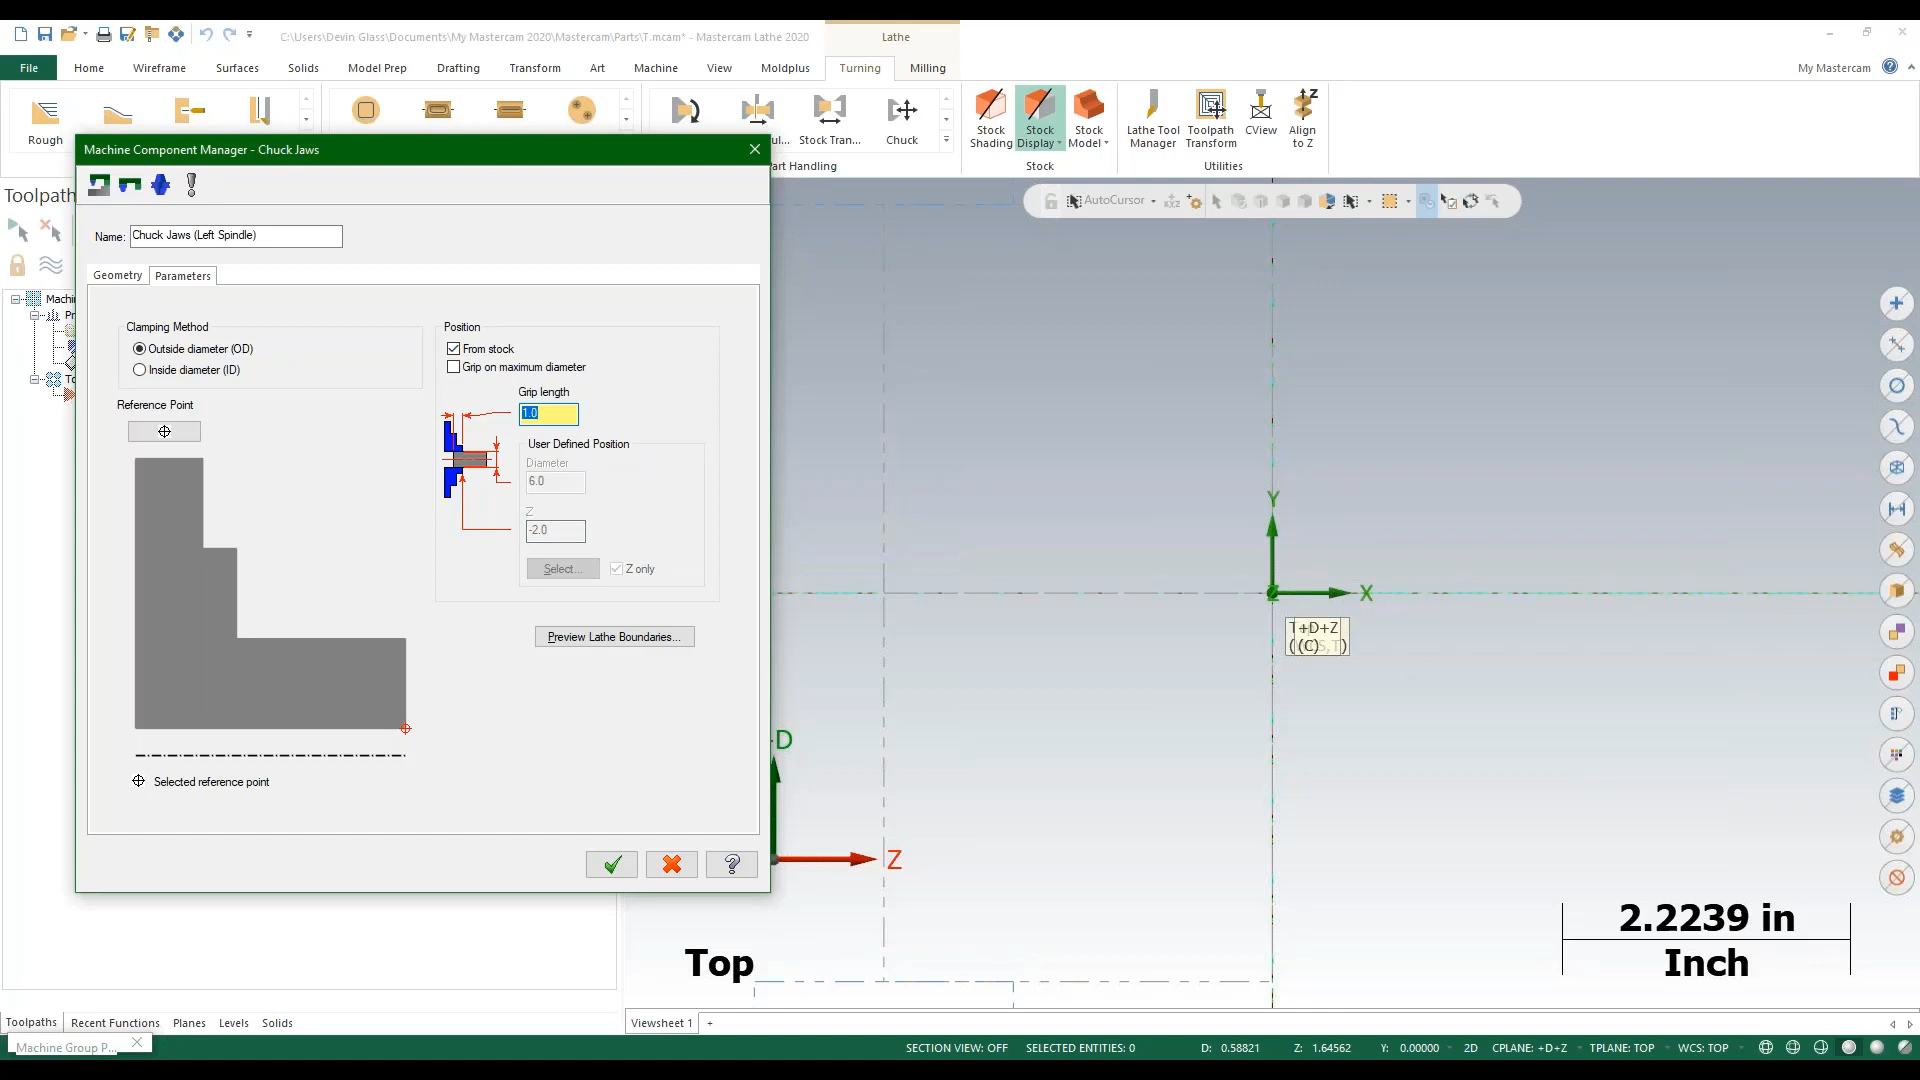 C:\Users\Devin Glass\Documents\My Mastercam 2020\Mastercam\Parts\T.mcam* - Mastercam Lathe 2020
Lathe
File Home Wireframe Surfaces Solids Model Prep Drafting Transform Art Machine View Moldplus Turning Milling My Mastercam
Rough Stock Tran... Chuck
Stock Shading
Stock Display
Stock Model
Lathe Tool Manager
Toolpath Transform
CView
Align to Z
Stock
Utilities
Toolpath
Machine Component Manager - Chuck Jaws
AutoCursor
Name: Chuck Jaws (Left Spindle)
Geometry Parameters
Clamping Method
Outside diameter (OD)
Inside diameter (ID)
Reference Point
Position
From stock
Grip on maximum diameter
Grip length
1.0
User Defined Position
Diameter
6.0
Z
-2.0
Select... Z only
Preview Lathe Boundaries...
Selected reference point
Y
X
T+D+Z
D
Z
Top
2.2239 in
Inch
Toolpaths Recent Functions Planes Levels Solids
Viewsheet 1 +
Machine Group P...
SECTION VIEW: OFF SELECTED ENTITIES: 0 D: 0.58821 Z: 1.64562 Y: 0.00000 2D CPLANE: +D+Z TPLANE: TOP WCS: TOP